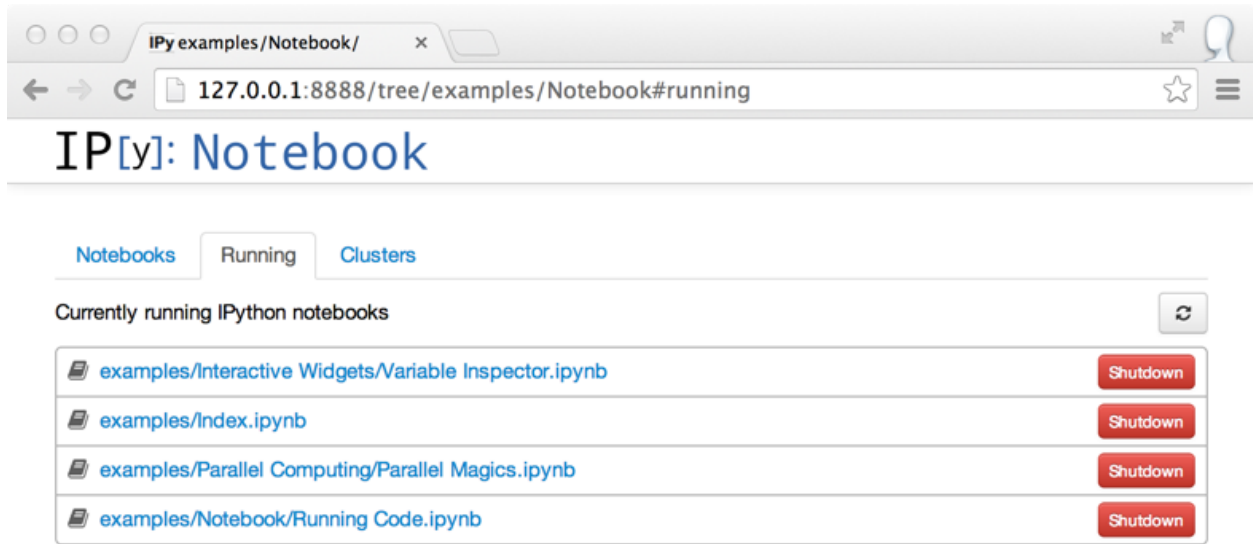 IPy examples/Notebook/ ×
127.0.0.1:8888/tree/examples/Notebook#running
IP[y]: Notebook
Notebooks Running Clusters
Currently running IPython notebooks
examples/Interactive Widgets/Variable Inspector.ipynb Shutdown
examples/Index.ipynb Shutdown
examples/Parallel Computing/Parallel Magics.ipynb Shutdown
examples/Notebook/Running Code.ipynb Shutdown